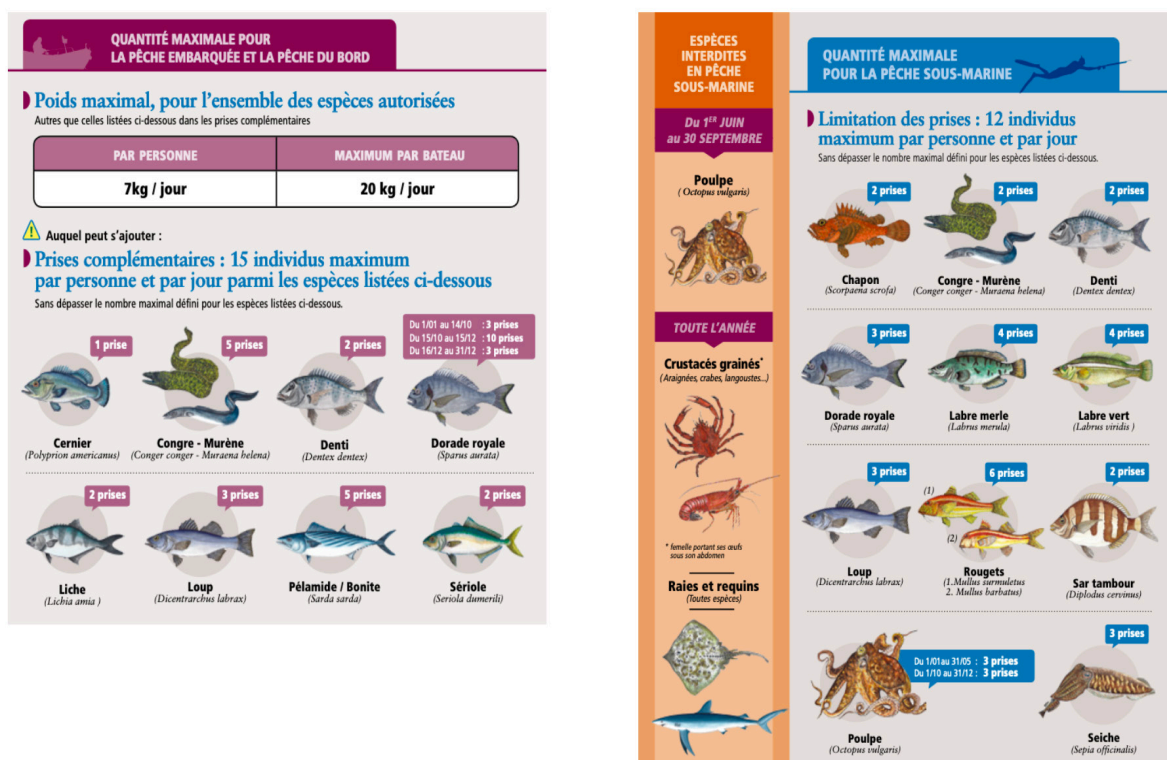 QUANTITÉ MAXIMALE POUR
LA PÊCHE EMBARQUÉE ET LA PÊCHE DU BORD
Poids maximal, pour l'ensemble des espèces autorisées
Autres que celles listées ci-dessous dans les prises complémentaires
PAR PERSONNE
MAXIMUM PAR BATEAU
7kg / jour
20 kg / jour
Auquel peut s'ajouter :
Prises complémentaires : 15 individus maximum
par personne et par jour parmi les espèces listées ci-dessous
Sans dépasser le nombre maximal défini pour les espèces listées ci-dessous.
1 prise
Cernier
(Polyprion americanus)
5 prises
Congre - Murène
(Conger conger - Muraena helena)
2 prises
Denti
(Dentex dentex)
Du 1/01 au 14/10 : 3 prises
Du 15/10 au 15/12 : 10 prises
Du 16/12 au 31/12 : 3 prises
Dorade royale
(Sparus aurata)
2 prises
Liche
(Lichia amia )
3 prises
Loup
(Dicentrarchus labrax)
5 prises
Pélamide / Bonite
(Sarda sarda)
2 prises
Sériole
(Seriola dumerili)
ESPÈCES
INTERDITES
EN PÊCHE
SOUS-MARINE
Du 1ER JUIN
au 30 SEPTEMBRE
Poulpe
( Octopus vulgaris)
TOUTE L'ANNÉE
Crustacés grainés*
(Araignées, crabes, langoustes...)
* femelle portant ses œufs
sous son abdomen
Raies et requins
(Toutes espèces)
QUANTITÉ MAXIMALE
POUR LA PÊCHE SOUS-MARINE
Limitation des prises : 12 individus
maximum par personne et par jour
Sans dépasser le nombre maximal défini pour les espèces listées ci-dessous.
2 prises
Chapon
(Scorpaena scrofa)
2 prises
Congre - Murène
(Conger conger - Muraena helena)
2 prises
Denti
(Dentex dentex)
3 prises
Dorade royale
(Sparus aurata)
4 prises
Labre merle
(Labrus merula)
4 prises
Labre vert
(Labrus viridis )
3 prises
Loup
(Dicentrarchus labrax)
6 prises
(1)
(2)
Rougets
(1.Mullus surmuletus
2. Mullus barbatus)
2 prises
Sar tambour
(Diplodus cervinus)
Du 1/01au 31/05 : 3 prises
Du 1/10 au 31/12 : 3 prises
Poulpe
(Octopus vulgaris)
3 prises
Seiche
(Sepia officinalis)